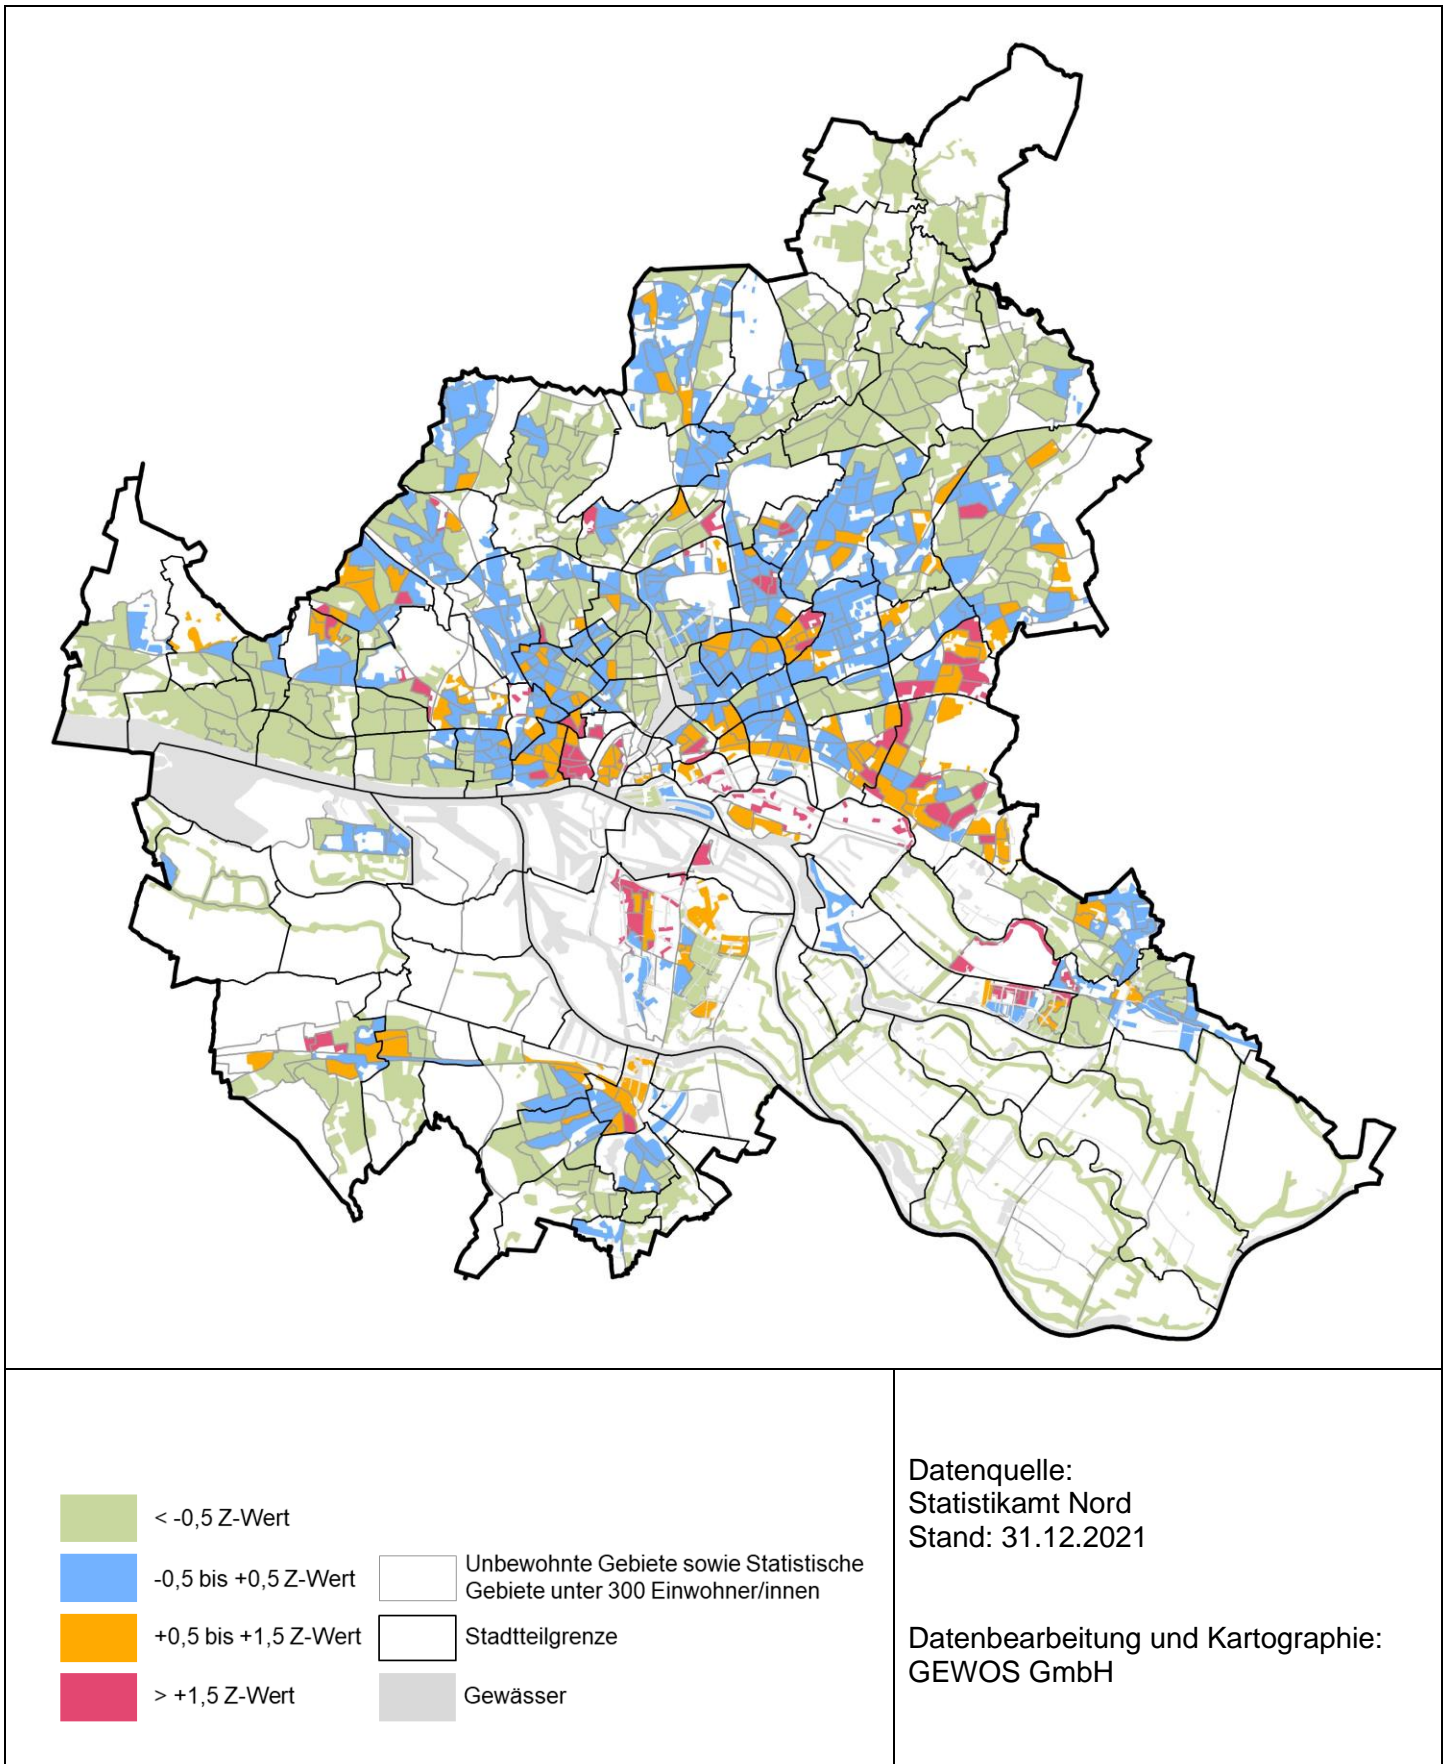 < -0,5 Z-Wert
-0,5 bis +0,5 Z-Wert
+0,5 bis +1,5 Z-Wert
> +1,5 Z-Wert
Unbewohnte Gebiete sowie Statistische
Gebiete unter 300 Einwohner/innen
Stadtteilgrenze
Gewässer
Datenquelle:
Statistikamt Nord
Stand: 31.12.2021
Datenbearbeitung und Kartographie:
GEWOS GmbH